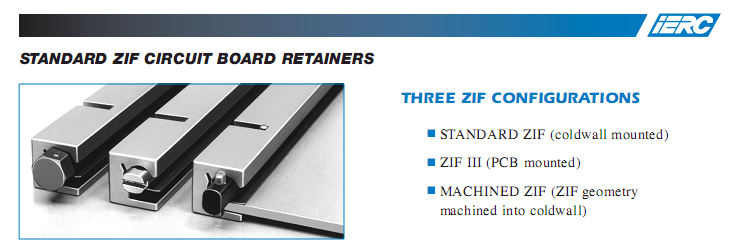 iERC
STANDARD ZIF CIRCUIT BOARD RETAINERS
THREE ZIF CONFIGURATIONS
STANDARD ZIF (coldwall mounted)
ZIF III (PCB mounted)
MACHINED ZIF (ZIF geometry
machined into coldwall)